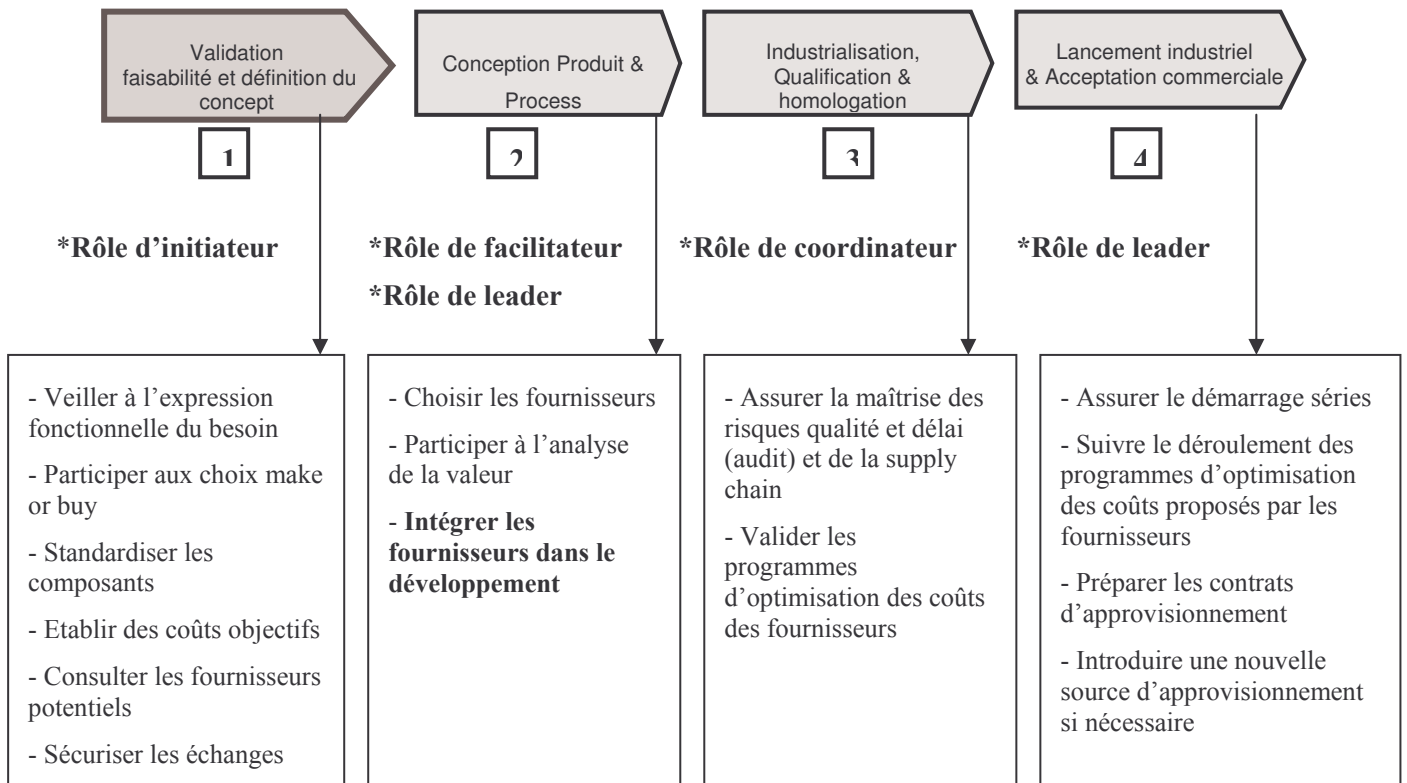 Validation
faisabilité et définition du
concept
Conception Produit &
Process
Industrialisation,
Qualification &
homologation
Lancement industriel
& Acceptation commerciale
1
2
3
4
*Rôle d’initiateur
*Rôle de facilitateur
*Rôle de leader
*Rôle de coordinateur
*Rôle de leader
- Veiller à l’expression
fonctionnelle du besoin
- Participer aux choix make
or buy
- Standardiser les
composants
- Etablir des coûts objectifs
- Consulter les fournisseurs
potentiels
- Sécuriser les échanges
- Choisir les fournisseurs
- Participer à l’analyse
de la valeur
- Intégrer les
fournisseurs dans le
développement
- Assurer la maîtrise des
risques qualité et délai
(audit) et de la supply
chain
- Valider les
programmes
d’optimisation des coûts
des fournisseurs
- Assurer le démarrage séries
- Suivre le déroulement des
programmes d’optimisation
des coûts proposés par les
fournisseurs
- Préparer les contrats
d’approvisionnement
- Introduire une nouvelle
source d’approvisionnement
si nécessaire